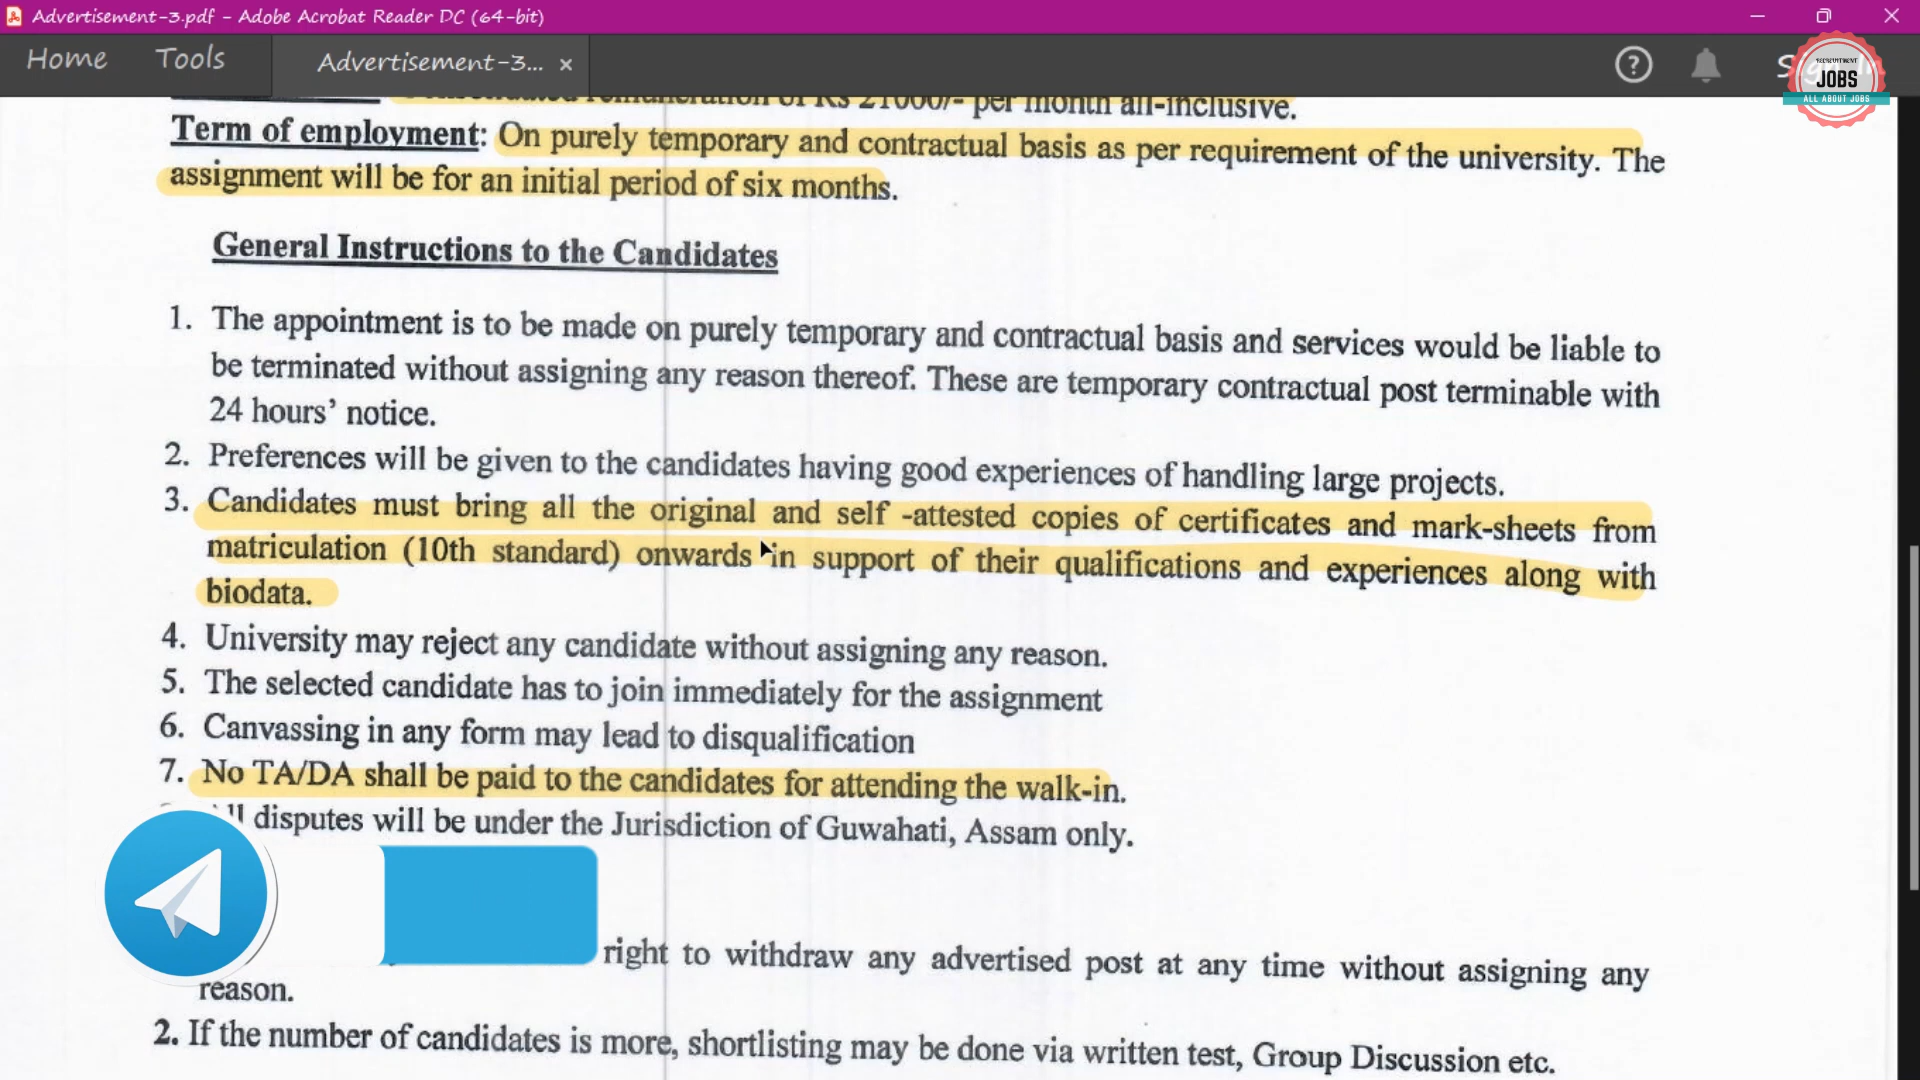 Advertisement-3.pdf - Adobe Acrobat Reader DC (64-bit)
Home Tools Advertisement-3... ×
RECRUITMENT
JOBS
ALL ABOUT JOBS
remuneration of Rs 21000/- per month all-inclusive.
Term of employment: On purely temporary and contractual basis as per requirement of the university. The
assignment will be for an initial period of six months.
General Instructions to the Candidates
1. The appointment is to be made on purely temporary and contractual basis and services would be liable to
be terminated without assigning any reason thereof. These are temporary contractual post terminable with
24 hours’ notice.
2. Preferences will be given to the candidates having good experiences of handling large projects.
3. Candidates must bring all the original and self -attested copies of certificates and mark-sheets from
matriculation (10th standard) onwards in support of their qualifications and experiences along with
biodata.
4. University may reject any candidate without assigning any reason.
5. The selected candidate has to join immediately for the assignment
6. Canvassing in any form may lead to disqualification
7. No TA/DA shall be paid to the candidates for attending the walk-in.
disputes will be under the Jurisdiction of Guwahati, Assam only.
right to withdraw any advertised post at any time without assigning any
reason.
2. If the number of candidates is more, shortlisting may be done via written test, Group Discussion etc.